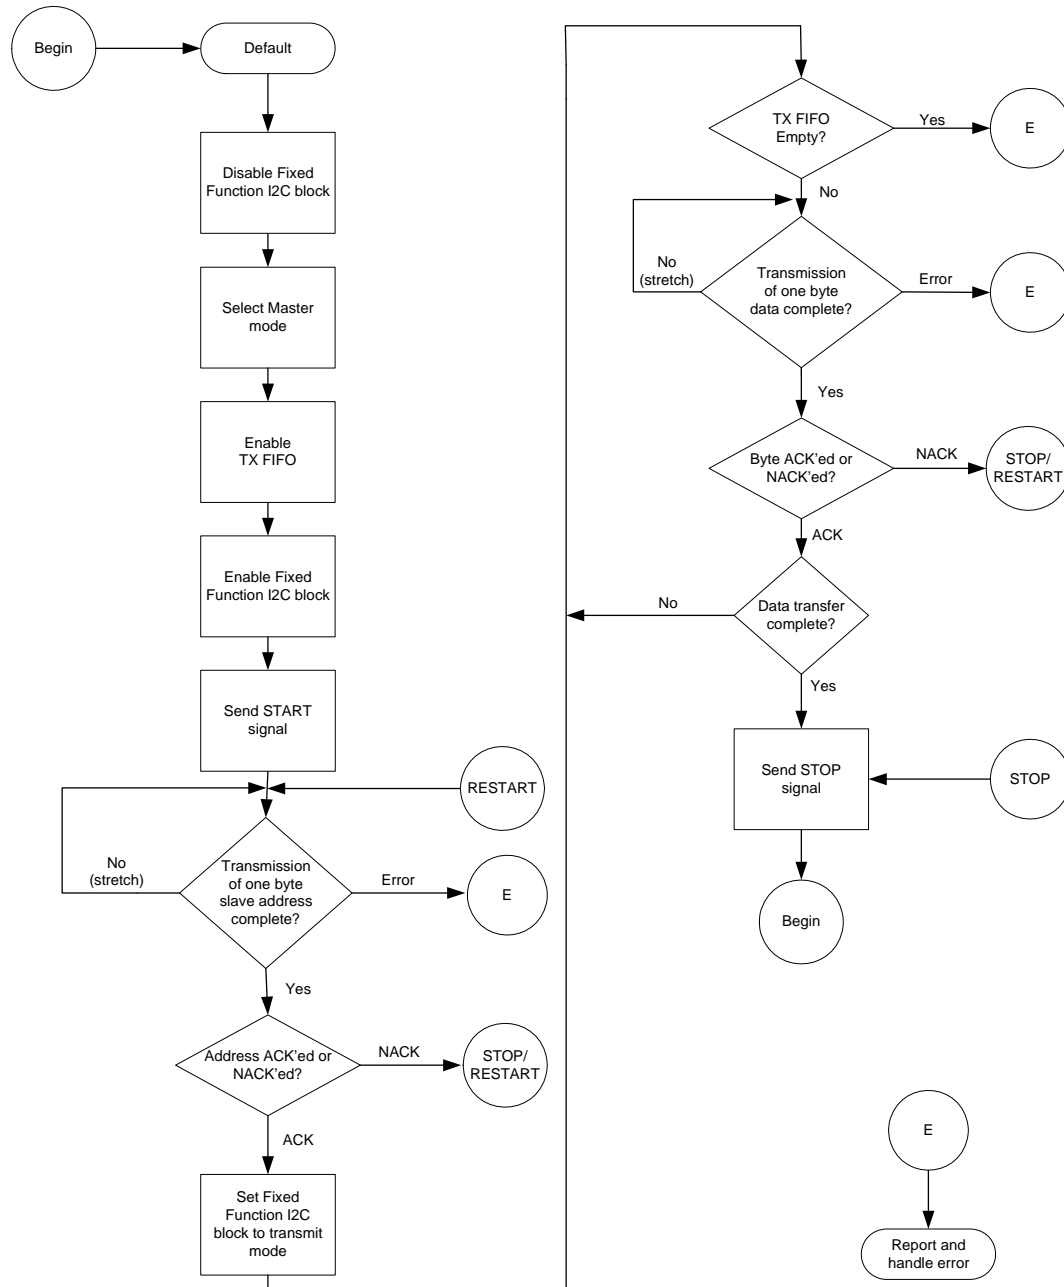 Begin
Default
Disable Fixed
Function I2C block
Select Master
mode
Enable
TX FIFO
Enable Fixed
Function I2C block
Send START
signal
RESTART
No
(stretch)
Transmission
of one byte
slave address
complete?
Error
E
Yes
Address ACK'ed or
NACK'ed?
NACK
STOP/
RESTART
ACK
Set Fixed
Function I2C
block to transmit
mode
TX FIFO
Empty?
Yes
E
No
No
(stretch)
Transmission
of one byte
data complete?
Error
E
Yes
Byte ACK'ed or
NACK'ed?
NACK
STOP/
RESTART
ACK
No
Data transfer
complete?
Yes
Send STOP
signal
STOP
Begin
E
Report and
handle error